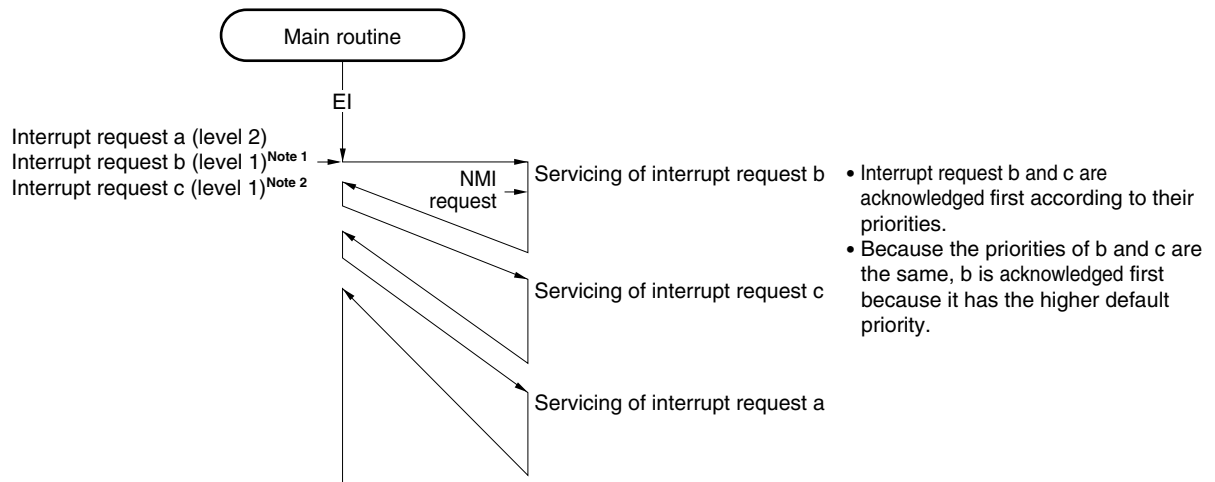 Main routine
EI
Interrupt request a (level 2)
Interrupt request b (level 1)Note 1
Interrupt request c (level 1)Note 2
NMI
request
Servicing of interrupt request b
• Interrupt request b and c are
acknowledged first according to their
priorities.
• Because the priorities of b and c are
the same, b is acknowledged first
because it has the higher default
priority.
Servicing of interrupt request c
Servicing of interrupt request a